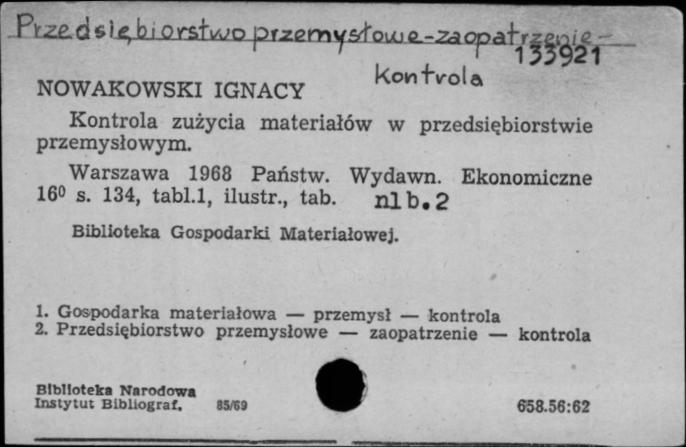 Przedsiębiorstwo przemysłowe-zaopatrzenie-
133921
kontrola
NOWAKOWSKI IGNACY
Kontrola zużycia materiałów w przedsiębiorstwie
przemysłowym.
Warszawa 1968 Państw. Wydawn. Ekonomiczne
16⁰ s. 134, tabl.1, ilustr., tab. nlb.2
Biblioteka Gospodarki Materiałowej.
1. Gospodarka materiałowa — przemysł — kontrola
2. Przedsiębiorstwo przemysłowe — zaopatrzenie — kontrola
Biblioteka Narodowa
Instytut Bibliograf. 85/69 658.56:62